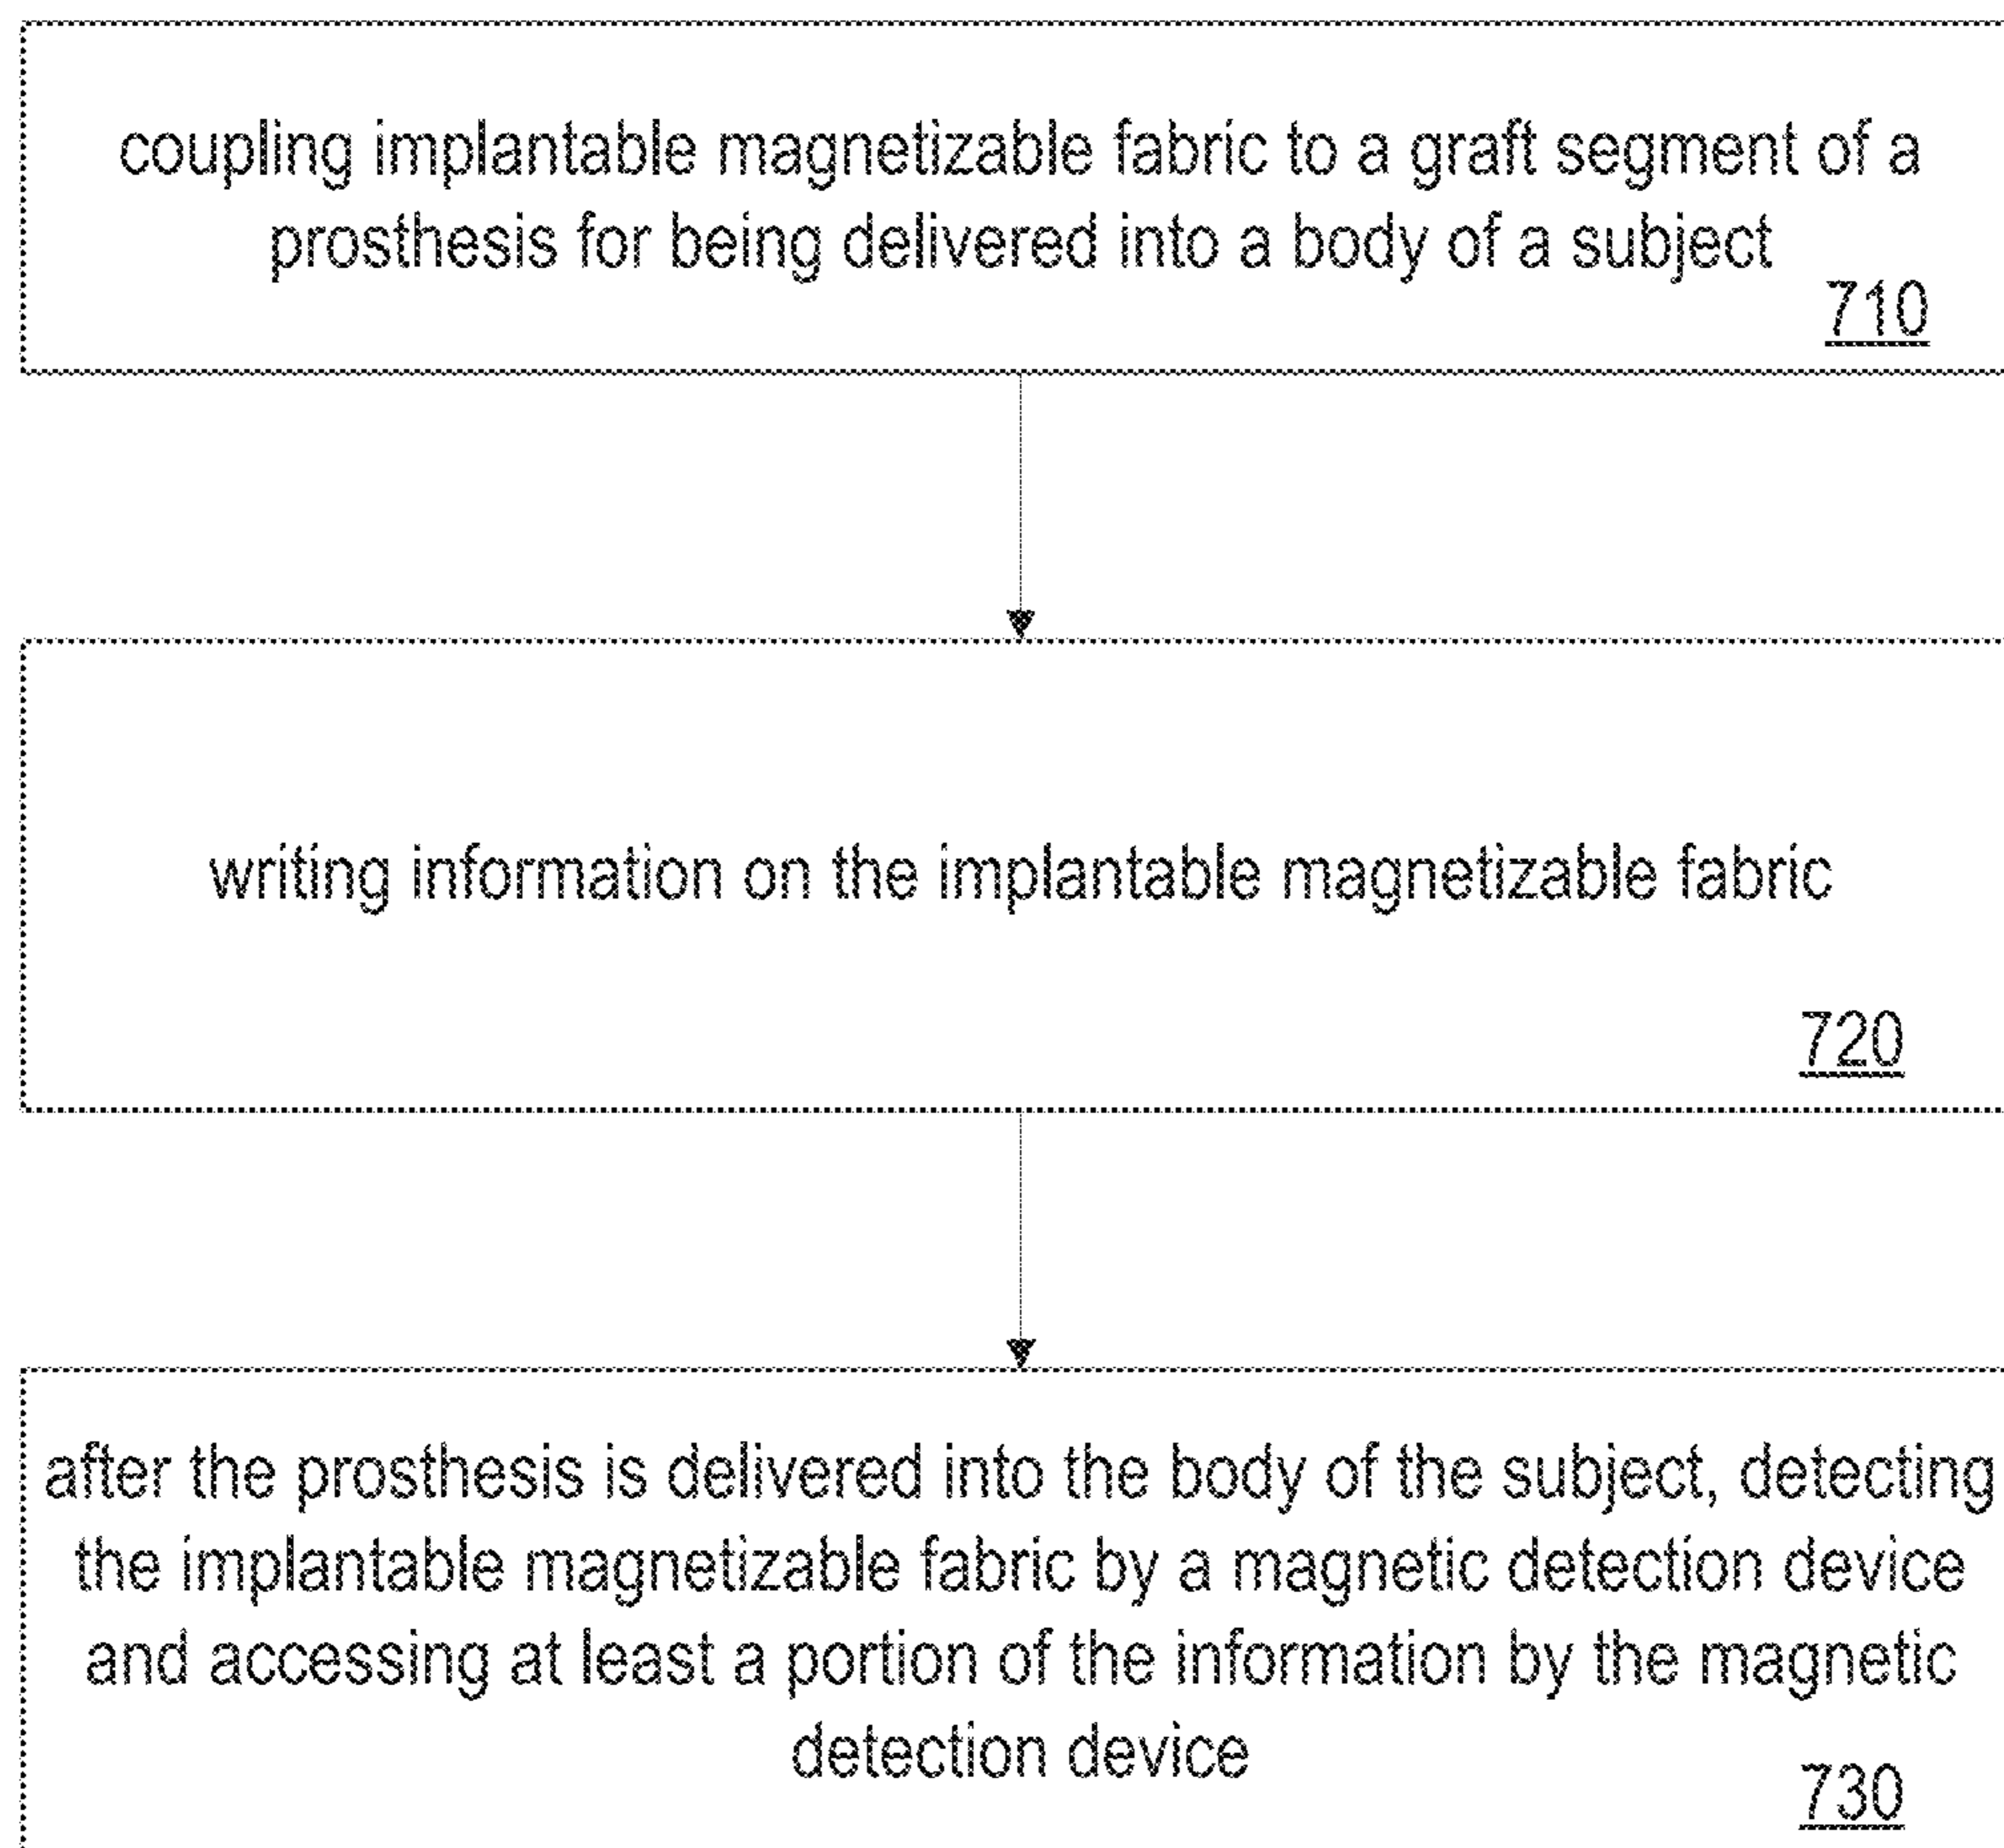 coupling implantable magnetizable fabric to a graft segment of a
prosthesis for being delivered into a body of a subject
710
writing information on the implantable magnetizable fabric
720
after the prosthesis is delivered into the body of the subject, detecting
the implantable magnetizable fabric by a magnetic detection device
and accessing at least a portion of the information by the magnetic
detection device
730